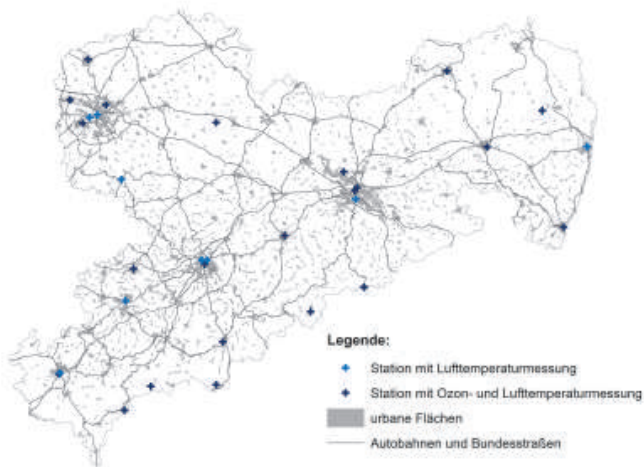 Legende:
Station mit Lufttemperaturmessung
Station mit Ozon- und Lufttemperaturmessung
urbane Flächen
Autobahnen und Bundesstraßen